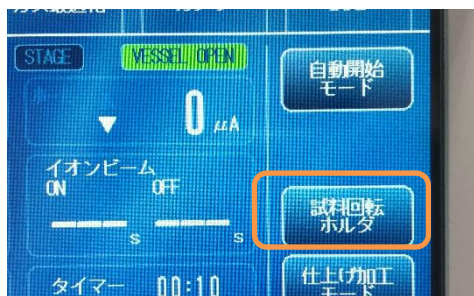 STAGE
VESSEL OPEN
自動開始
モード
0 μA
イオンビーム
ON OFF
--- s --- s
試料回転
ホルダ
タイマー 00:10
仕上げ加工
モード